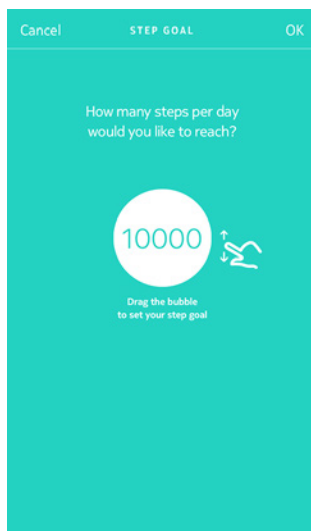 Cancel STEP GOAL OK
How many steps per day
would you like to reach?
10000
Drag the bubble
to set your step goal